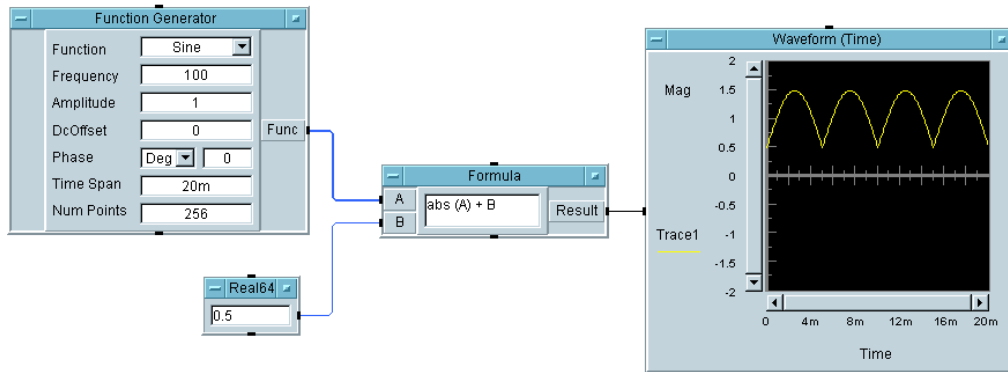 Function Generator
Function Sine
Frequency 100
Amplitude 1
DcOffset 0
Phase Deg 0
Time Span 20m
Num Points 256
Func
Real64
0.5
Formula
A
B
abs (A) + B
Result
Waveform (Time)
Mag
Trace1
2
1.5
1
0.5
0
-0.5
-1
-1.5
-2
0 4m 8m 12m 16m 20m
Time